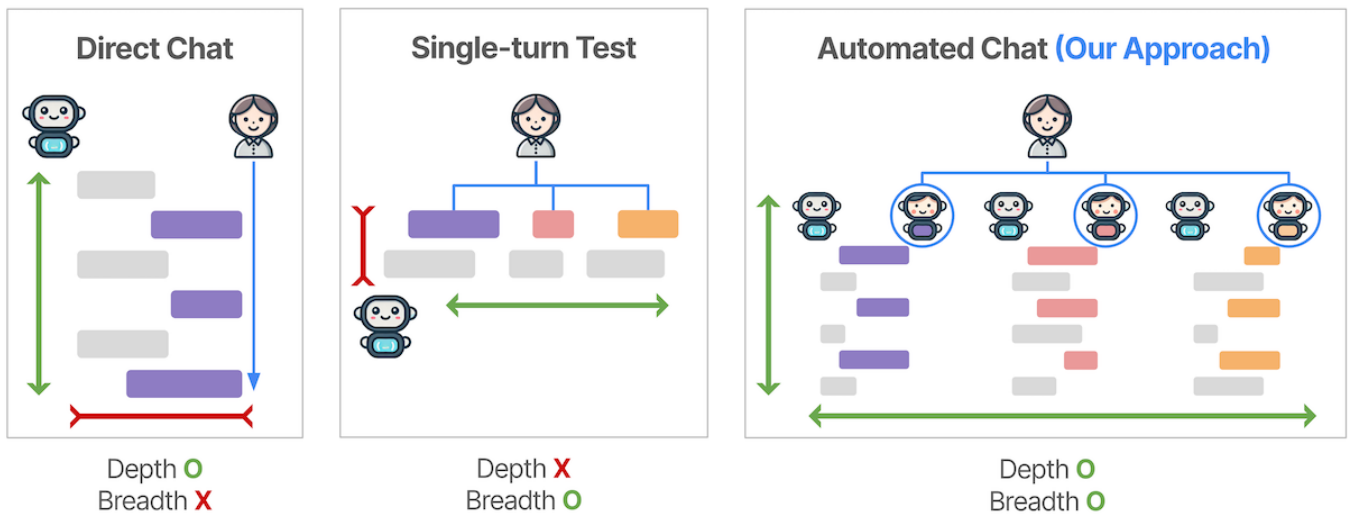 Direct Chat
Single-turn Test
Automated Chat (Our Approach)
Depth O
Breadth X
Depth X
Breadth O
Depth O
Breadth O